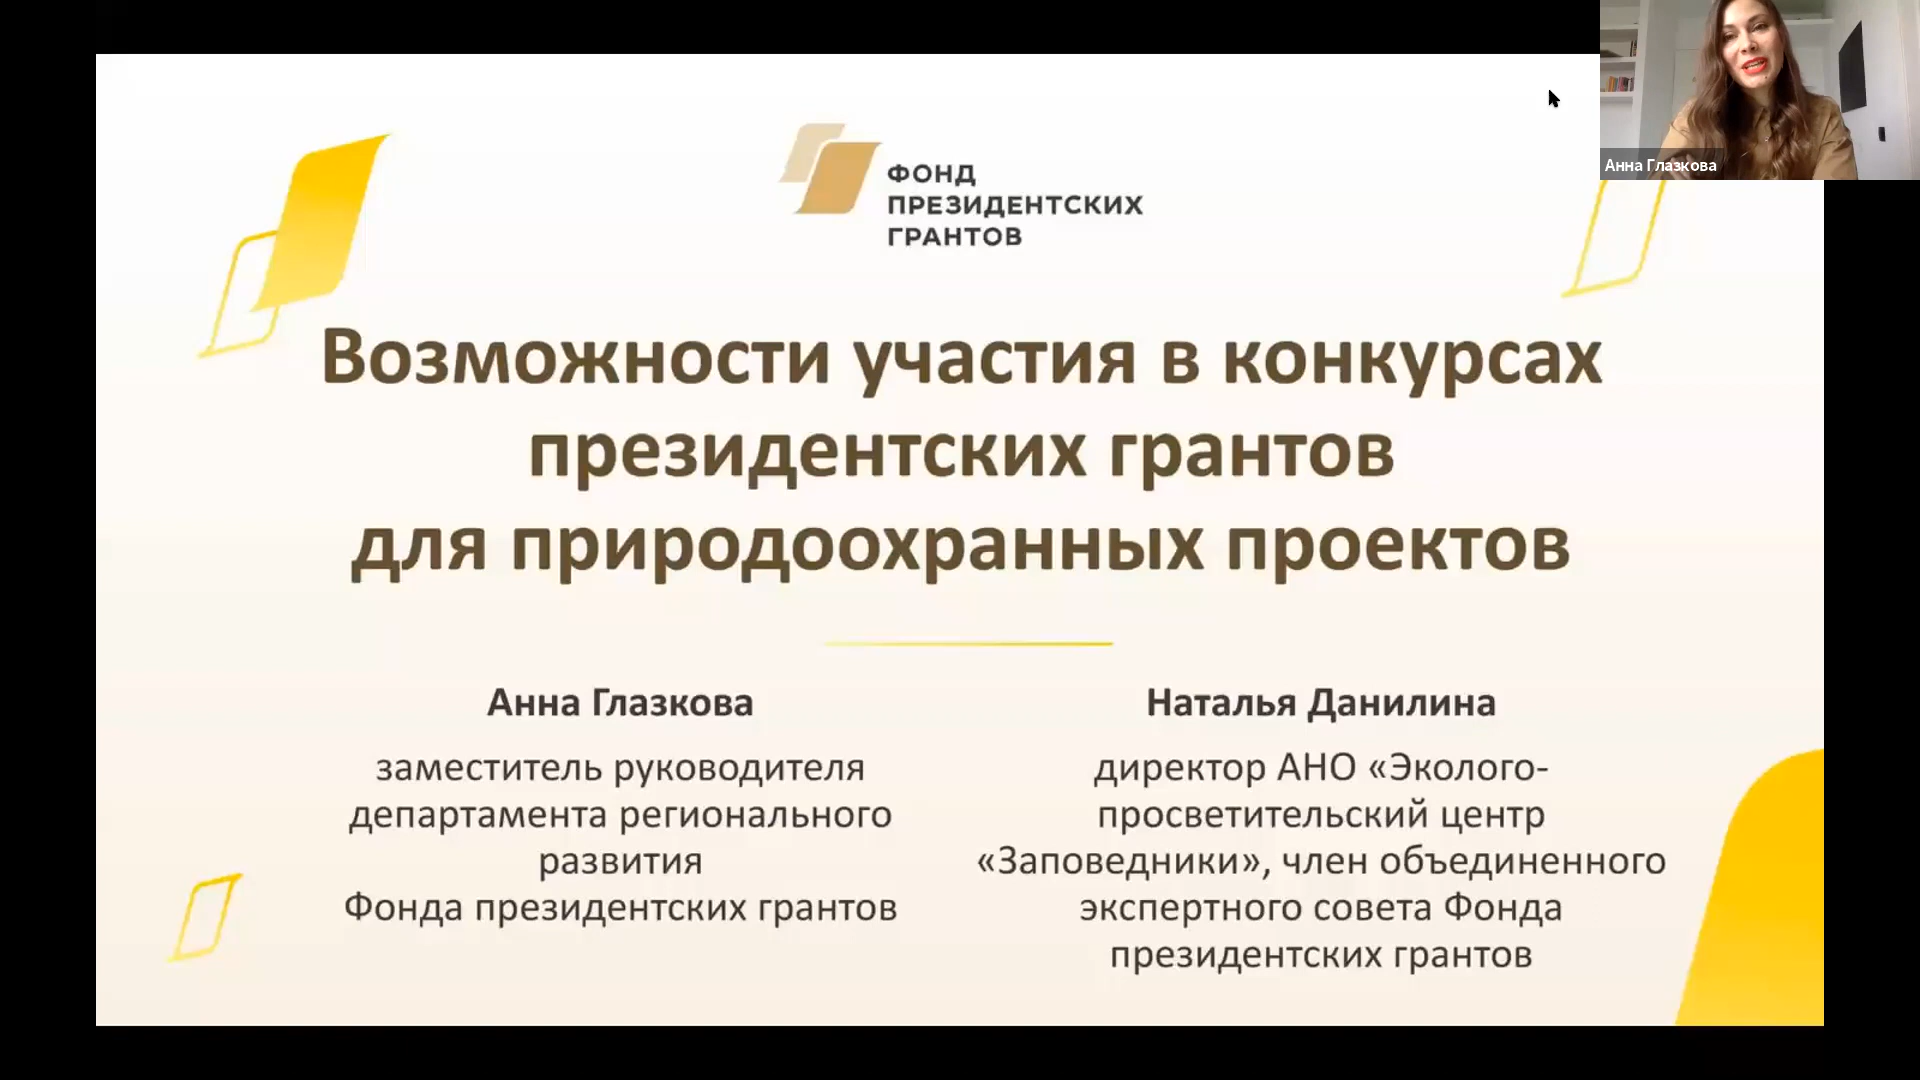 ФОНД
ПРЕЗИДЕНТСКИХ
ГРАНТОВ
Анна Глазкова
Возможности участия в конкурсах
президентских грантов
для природоохранных проектов
Анна Глазкова
заместитель руководителя
департамента регионального
развития
Фонда президентских грантов
Наталья Данилина
директор АНО «Эколого-
просветительский центр
«Заповедники», член объединенного
экспертного совета Фонда
президентских грантов